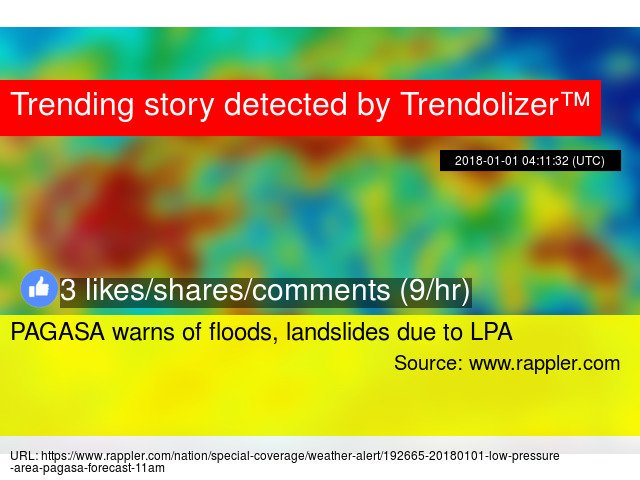 Trending story detected by Trendolizer™
2018-01-01 04:11:32 (UTC)
3 likes/shares/comments (9/hr)
PAGASA warns of floods, landslides due to LPA
Source: www.rappler.com
URL: https://www.rappler.com/nation/special-coverage/weather-alert/192665-20180101-low-pressure
-area-pagasa-forecast-11am